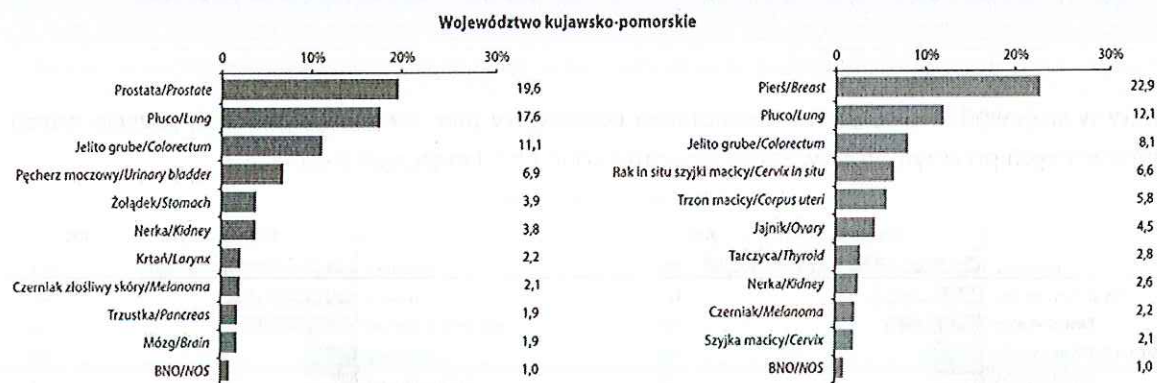 Województwo kujawsko-pomorskie
0 10% 20% 30%
Prostata/Prostate 19,6
Płuco/Lung 17,6
Jelito grube/Colorectum 11,1
Pęcherz moczowy/Urinary bladder 6,9
Żołądek/Stomach 3,9
Nerka/Kidney 3,8
Krtań/Larynx 2,2
Czerniak złośliwy skóry/Melanoma 2,1
Trzustka/Pancreas 1,9
Mózg/Brain 1,9
BNO/NOS 1,0
0 10% 20% 30%
Pierś/Breast 22,9
Płuco/Lung 12,1
Jelito grube/Colorectum 8,1
Rak in situ szyjki macicy/Cervix in situ 6,6
Trzon macicy/Corpus uteri 5,8
Jajnik/Ovary 4,5
Tarczyca/Thyroid 2,8
Nerka/Kidney 2,6
Czerniak/Melanoma 2,2
Szyjka macicy/Cervix 2,1
BNO/NOS 1,0